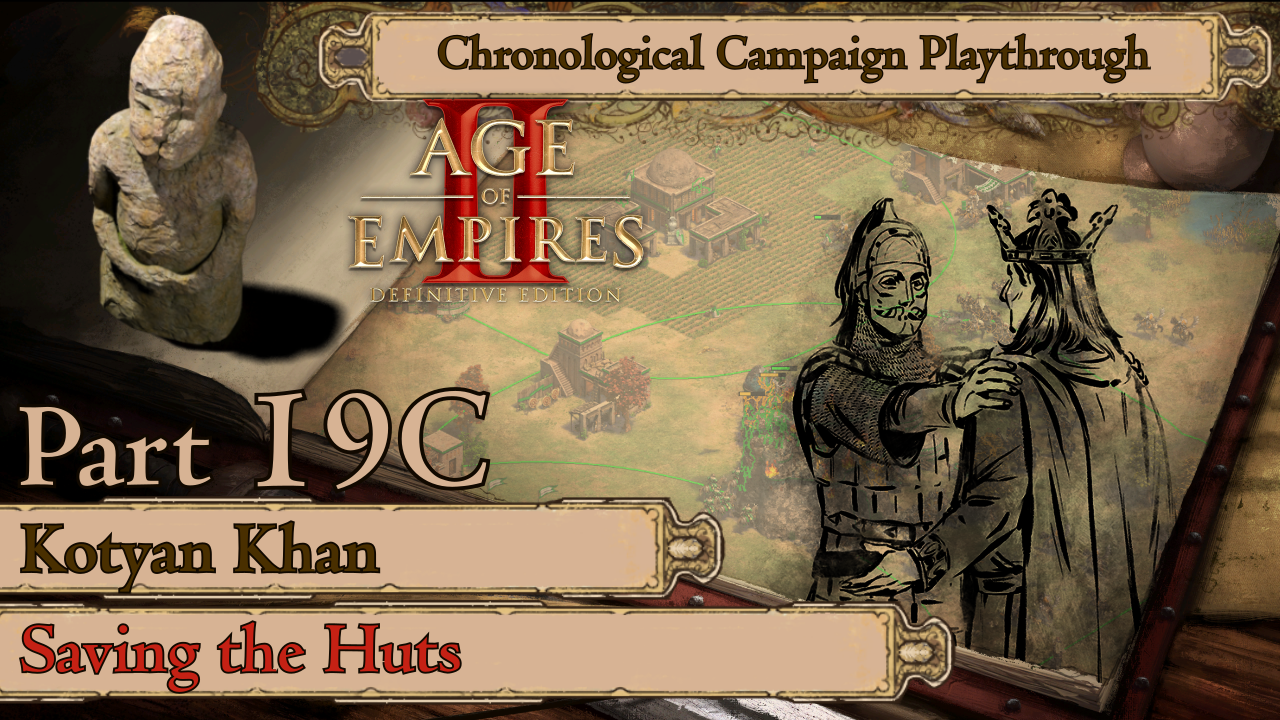 Chronological Campaign Playthrough
II
AGE
OF
EMPIRES
DEFINITIVE EDITION
Part 19C
Kotyan Khan
Saving the Huts